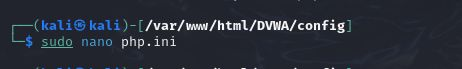 ┌──(kali㉿kali)-[/var/www/html/DVWA/config]
└─$ sudo nano php.ini